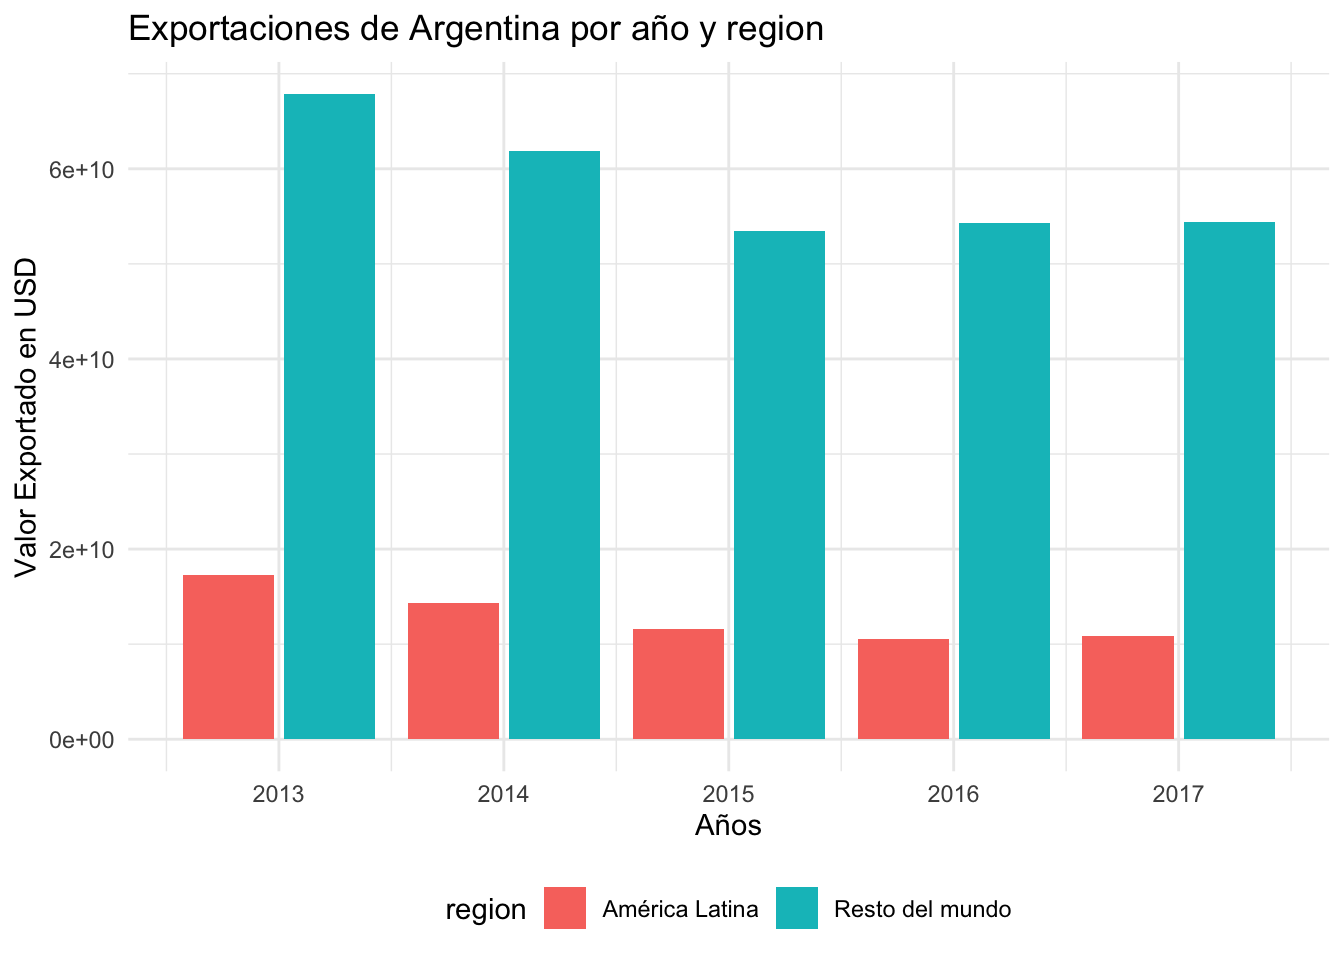 Exportaciones de Argentina por año y region
Valor Exportado en USD
6e+10
4e+10
2e+10
0e+00
2013 2014 2015 2016 2017
Años
region América Latina Resto del mundo